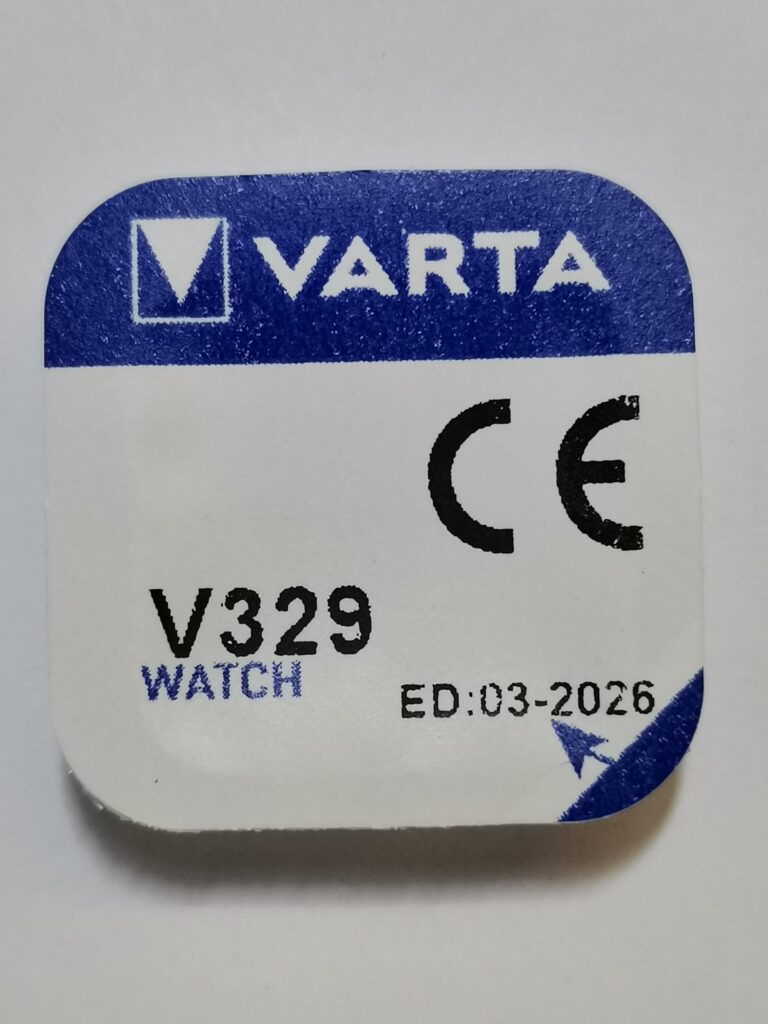 VARTA
CE
V329
WATCH
ED:03-2026